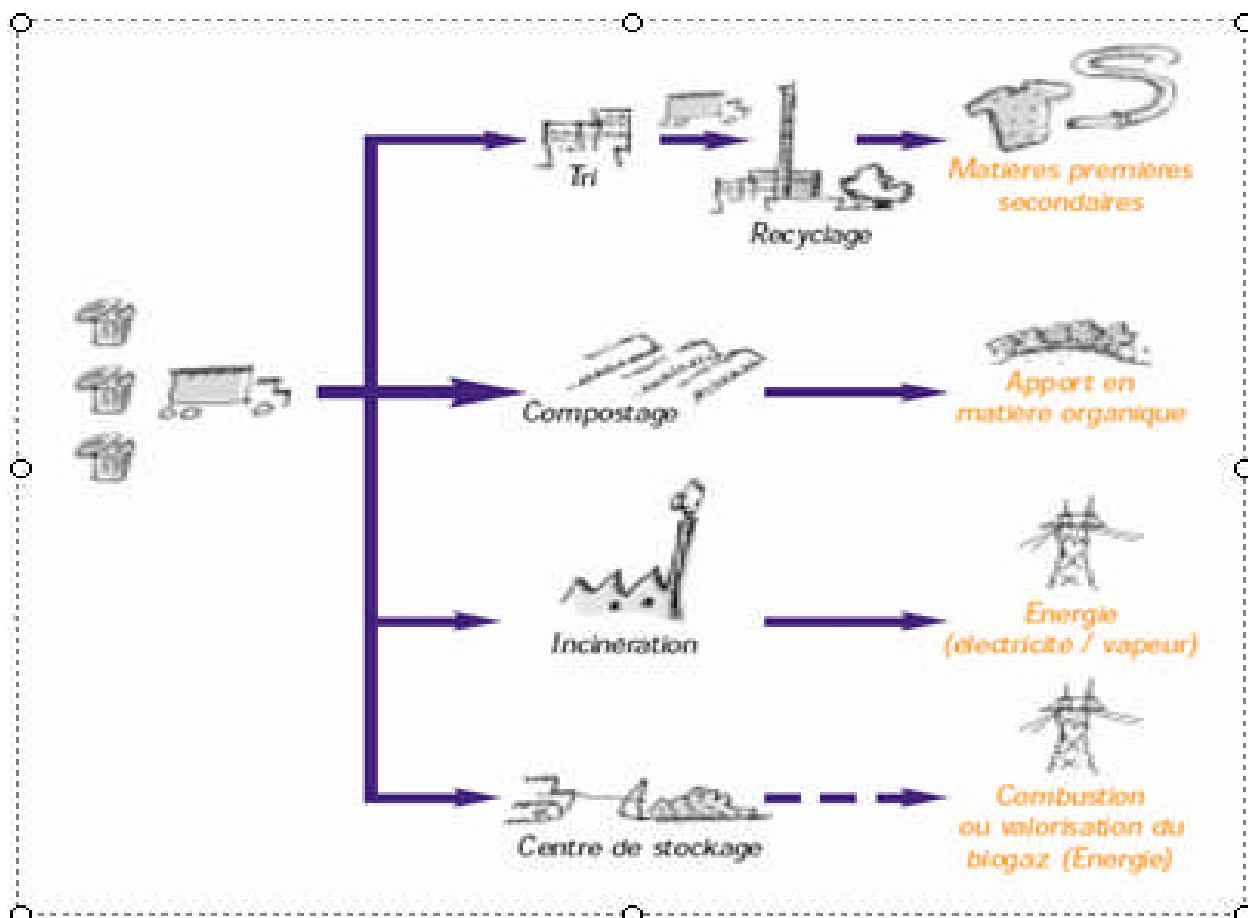 Tri
Recyclage
Matières premières
secondaires
Compostage
Apport en
matière organique
Incinération
Energie
(électricité / vapeur)
Centre de stockage
Combustion
ou valorisation du
biogaz (Energie)